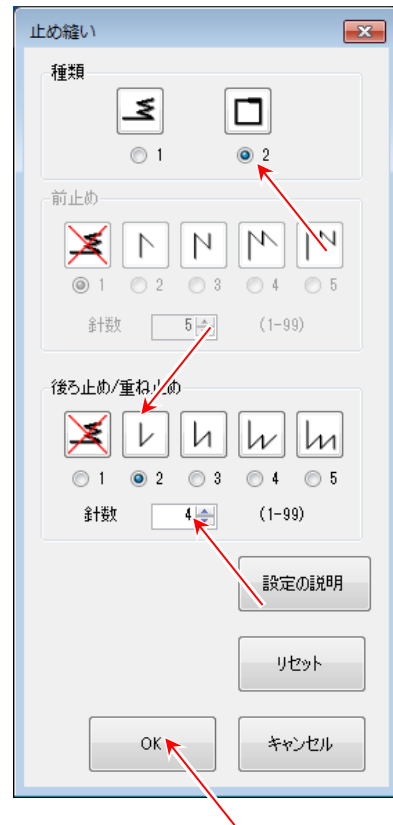 止め縫い
種類
1 2
前止め
1 2 3 4 5
針数 5 (1-99)
後ろ止め/重ね止め
1 2 3 4 5
針数 4 (1-99)
設定の説明
リセット
OK キャンセル